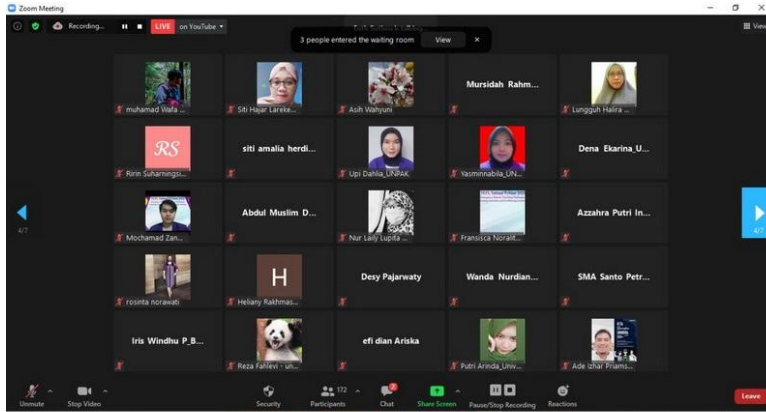 Zoom Meeting
Recording...
LIVE on YouTube
View
3 people entered the waiting room View
muhamad Wafa ...
Siti Hajar Lareke...
Asih Wahyuni
Mursidah Rahm...
Lungguh Halira ...
RS
Ririn Suharningsi...
siti amalia herdi...
Upi Dahlia_UNPAK
Yasminnabila_UN...
Dena Ekarina_U...
4/7
Mochamad Zan...
Abdul Muslim D...
Nur Laily Lupita ...
Fransisca Noralif...
Azzahra Putri In...
4/7
rosinta norawati
H
Heliany Rakhmas...
Desy Pajarwaty
Wanda Nurdian...
SMA Santo Petr...
Iris Windhu P_B...
Reza Fahlevi - un...
efi dian Ariska
Putri Arinda_Univ...
Ade Izhar Priams...
Unmute
Stop Video
Security
Participants 172
Chat 2
Share Screen
Pause/Stop Recording
Reactions
Leave